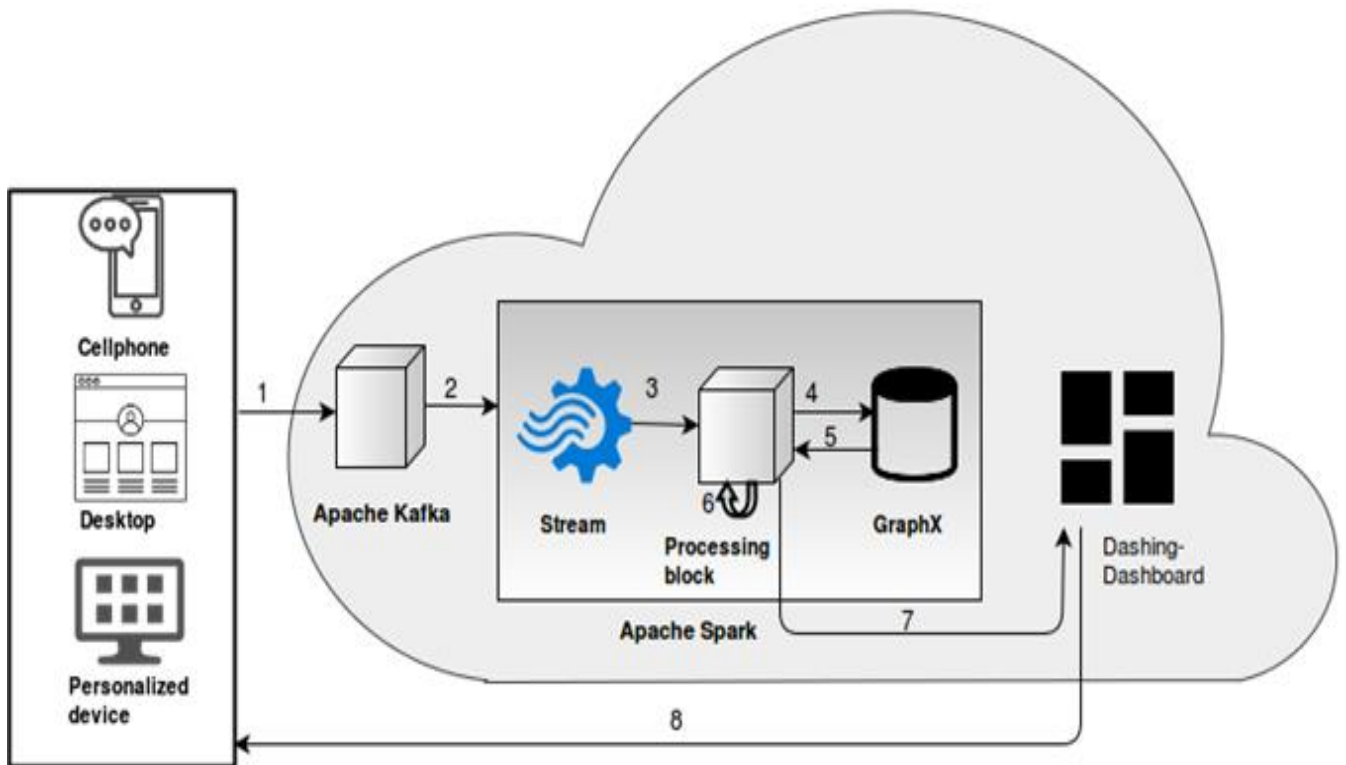 Cellphone
Desktop
Personalized
device
1
Apache Kafka
2
Stream
3
Processing
block
4
5
6
GraphX
Apache Spark
7
Dashing-
Dashboard
8